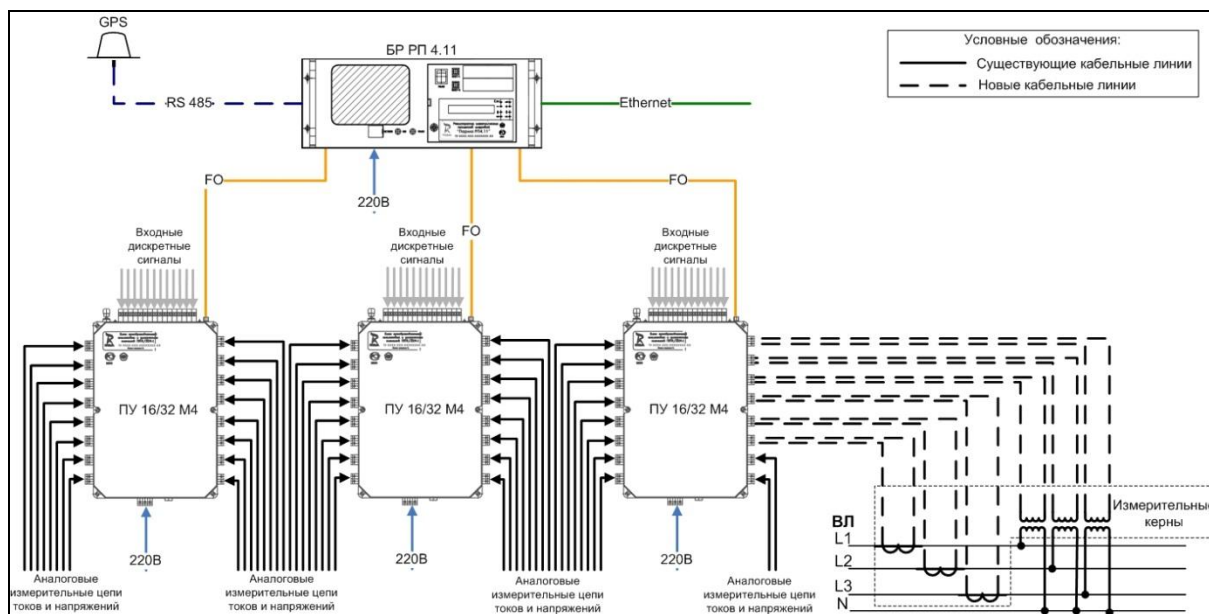 GPS
БР РП 4.11
Условные обозначения:
Существующие кабельные линии
Новые кабельные линии
RS 485
Ethernet
FO
FO
220В
FO
Входные
дискретные
сигналы
Входные
дискретные
сигналы
Входные
дискретные
сигналы
ПУ 16/32 М4
ПУ 16/32 М4
ПУ 16/32 М4
220В
220В
220В
Аналоговые
измерительные цепи
токов и напряжений
Аналоговые
измерительные цепи
токов и напряжений
Аналоговые
измерительные цепи
токов и напряжений
Аналоговые
измерительные цепи
токов и напряжений
Измерительные
керны
ВЛ
L1
L2
L3
N